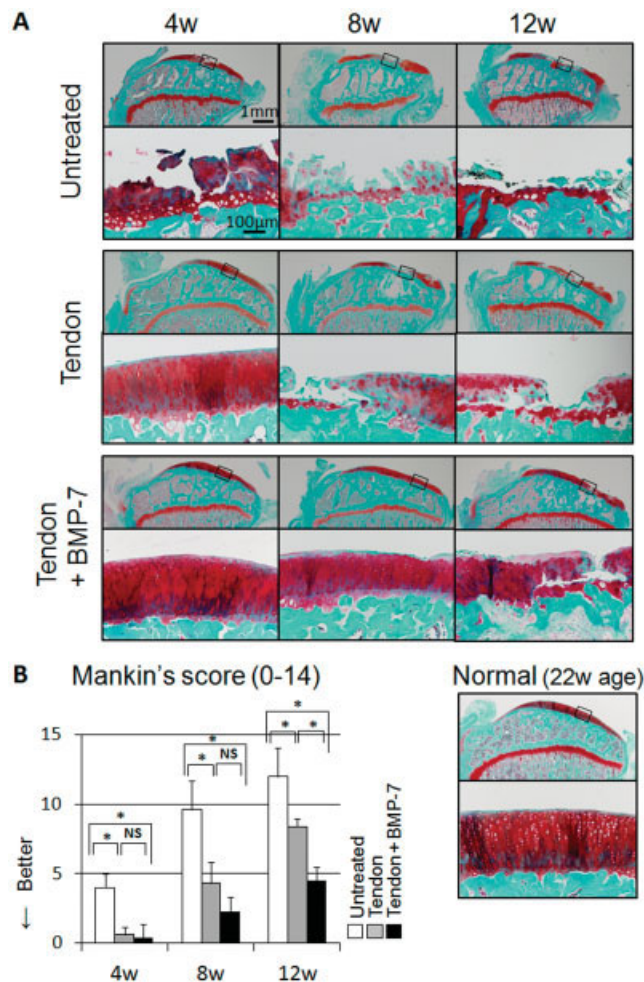 A
4w 8w 12w
Untreated
1mm
100μm
Tendon
Tendon
+ BMP-7
B Mankin's score (0-14)
Normal (22w age)
15
10
5
0
← Better
* * NS
* * NS
* * *
4w 8w 12w
Untreated
Tendon
Tendon+BMP-7